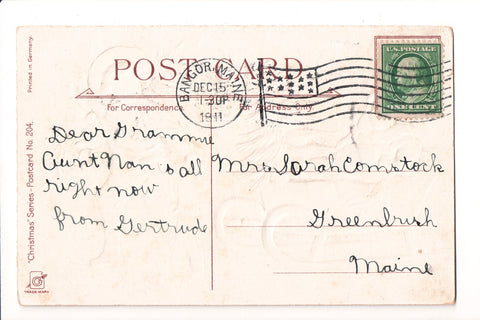 Printed in Germany.
POST CARD
For Correspondence.
For Address Only.
BANGOR, MAINE
DEC 15
1-30P
1911
U.S. POSTAGE
ONE CENT
Dear Grammie
Aunt Nan is all
right now
from Gertrude
Mrs Sarah Comstock
Greenbush
Maine
"Christmas" Series - Postcard No. 204.
TRADE MARK